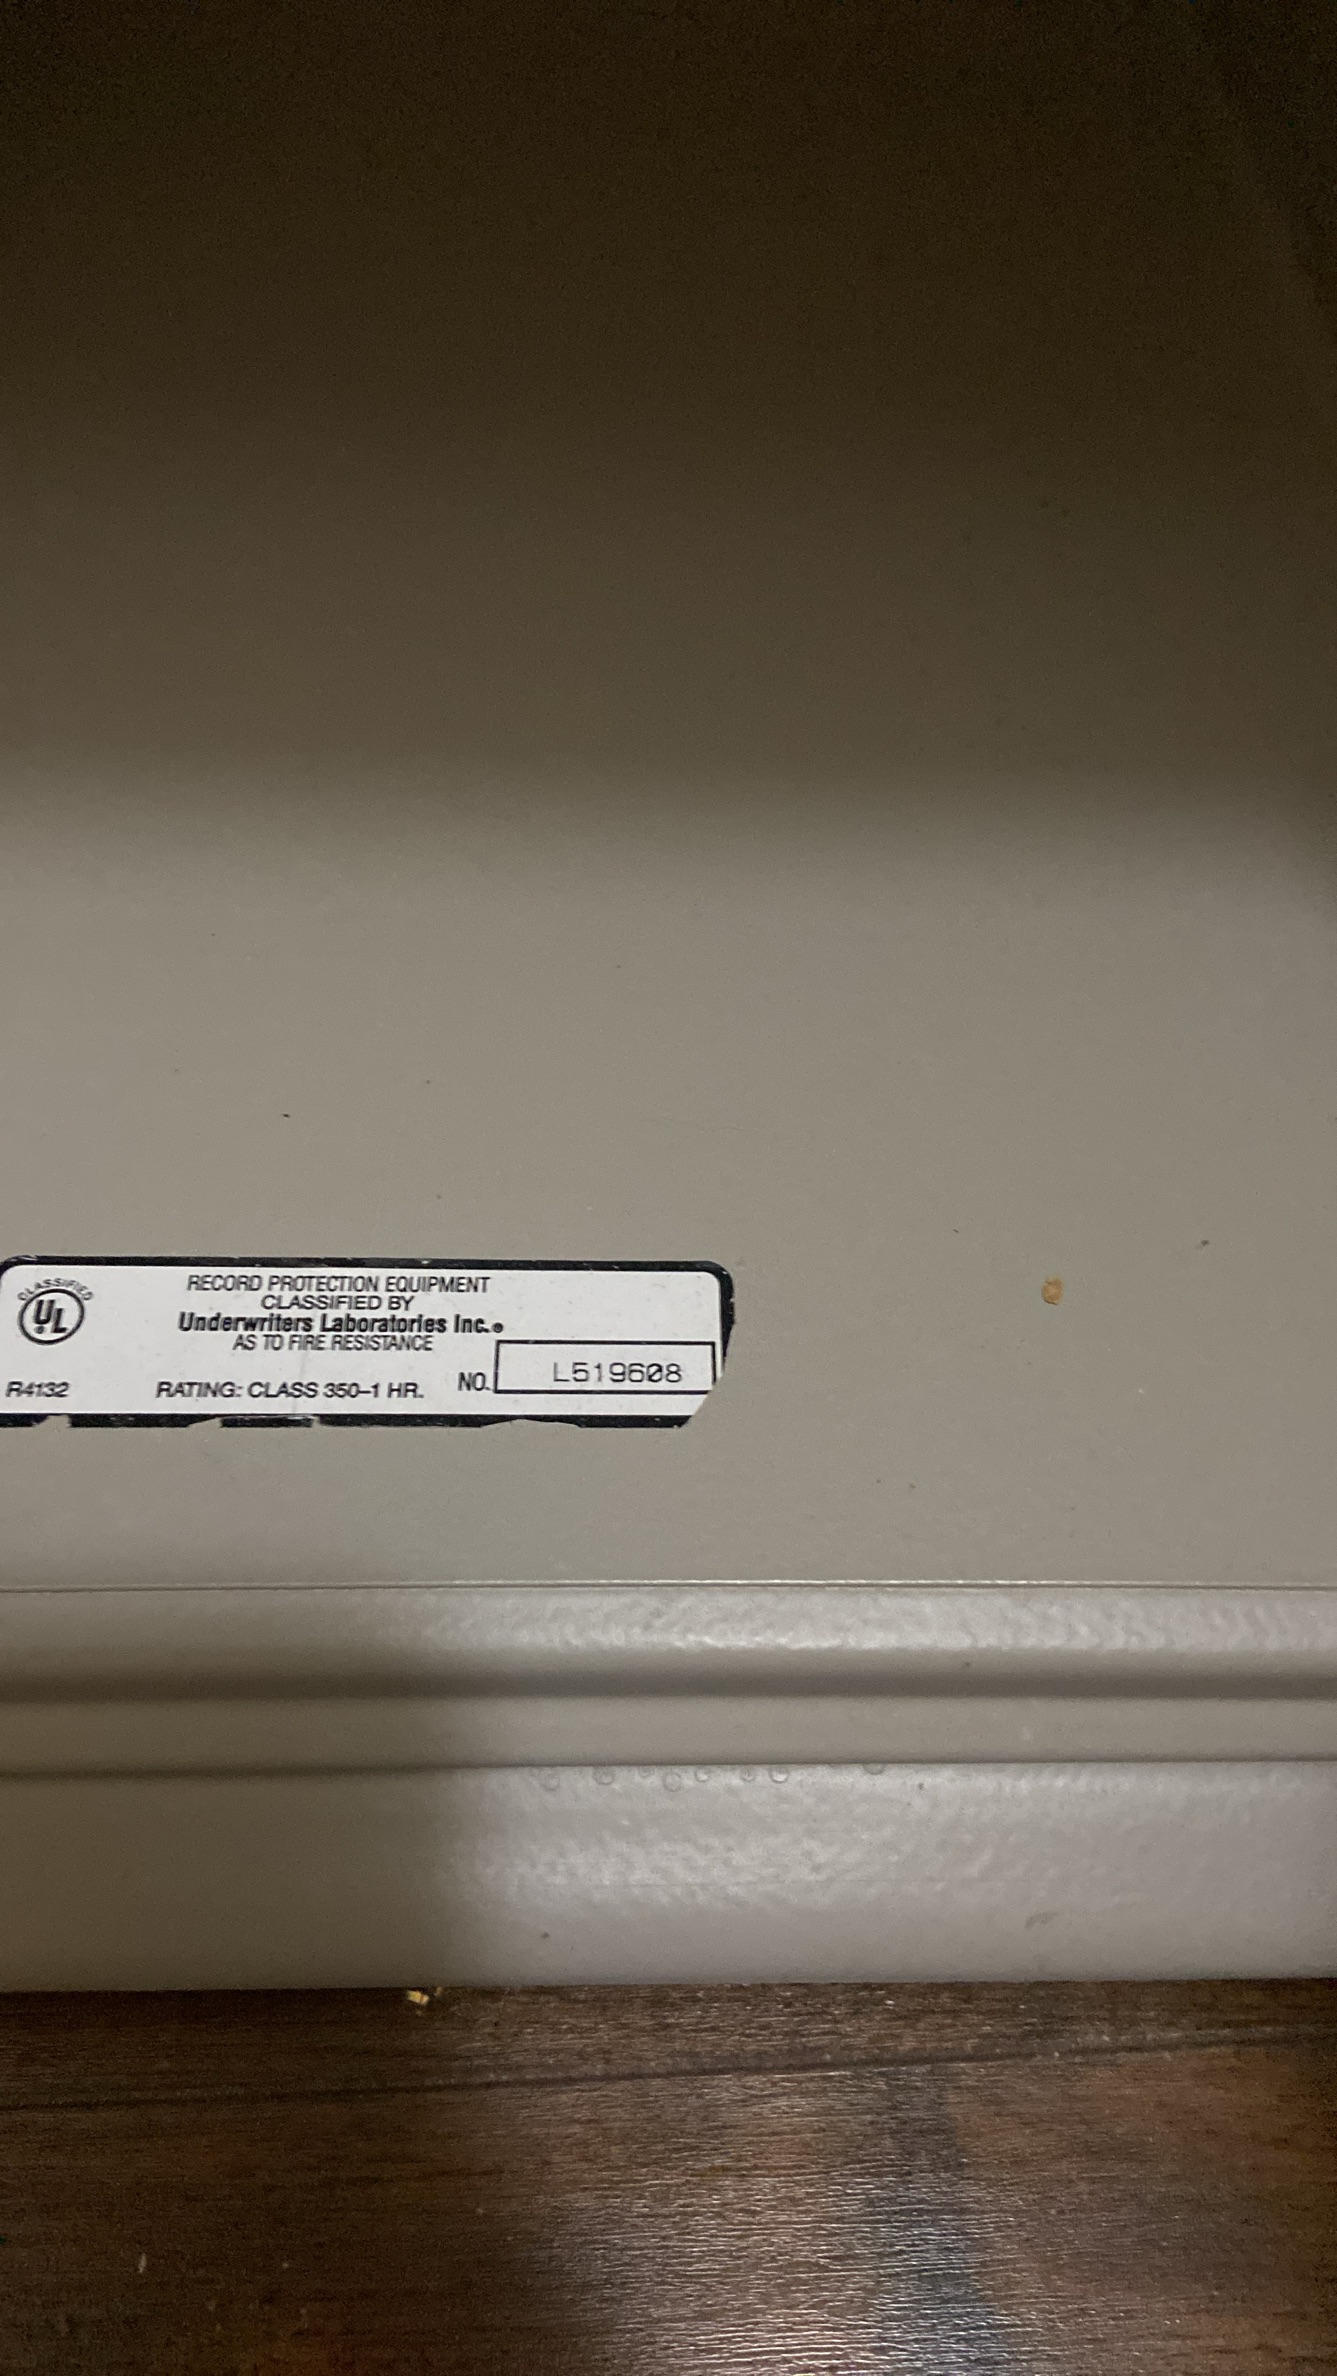 CLASSIFIED
UL
RECORD PROTECTION EQUIPMENT
CLASSIFIED BY
Underwriters Laboratories Inc.®
AS TO FIRE RESISTANCE
R4132
RATING: CLASS 350-1 HR.
NO. L519608